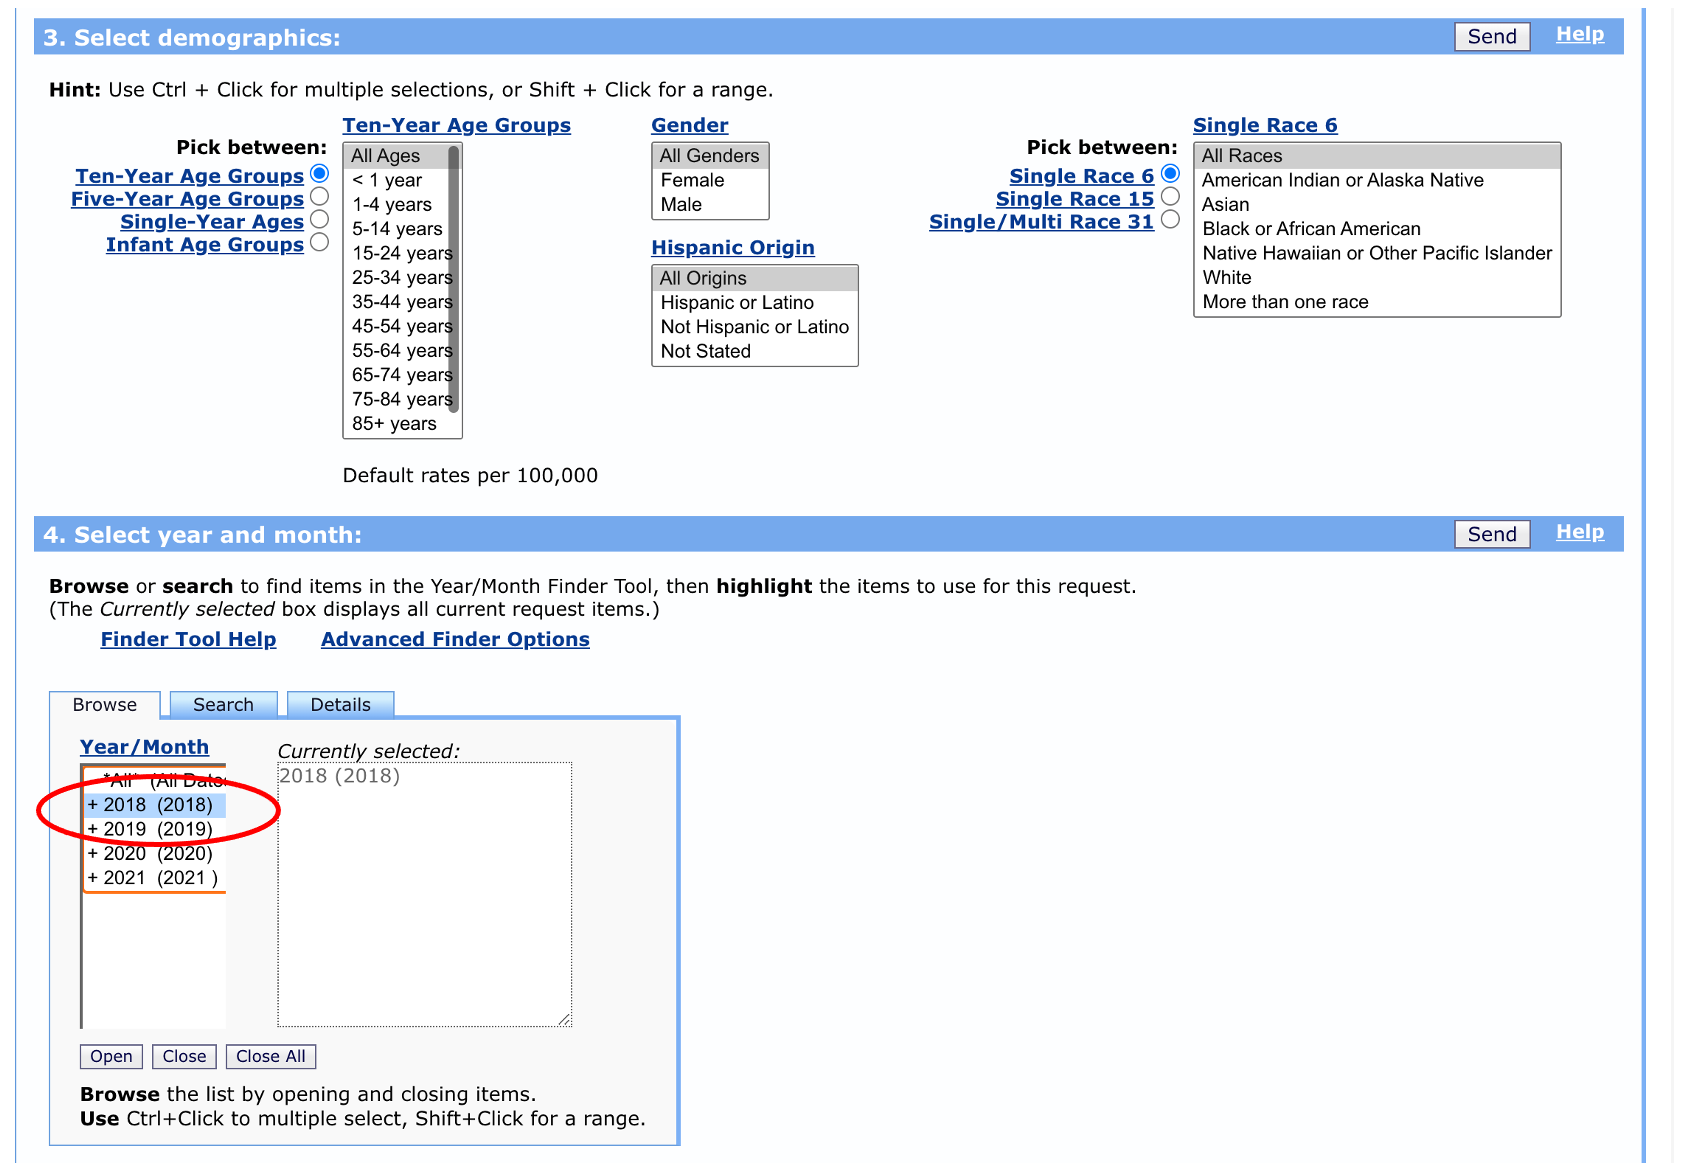 3. Select demographics: Send Help
Hint: Use Ctrl + Click for multiple selections, or Shift + Click for a range.
Pick between:
Ten-Year Age Groups
Five-Year Age Groups
Single-Year Ages
Infant Age Groups
Ten-Year Age Groups
All Ages
< 1 year
1-4 years
5-14 years
15-24 years
25-34 years
35-44 years
45-54 years
55-64 years
65-74 years
75-84 years
85+ years
Default rates per 100,000
Gender
All Genders
Female
Male
Hispanic Origin
All Origins
Hispanic or Latino
Not Hispanic or Latino
Not Stated
Pick between:
Single Race 6
Single Race 15
Single/Multi Race 31
Single Race 6
All Races
American Indian or Alaska Native
Asian
Black or African American
Native Hawaiian or Other Pacific Islander
White
More than one race
4. Select year and month: Send Help
Browse or search to find items in the Year/Month Finder Tool, then highlight the items to use for this request.
(The Currently selected box displays all current request items.)
Finder Tool Help Advanced Finder Options
Browse Search Details
Year/Month
*All* (All Date
+ 2018 (2018)
+ 2019 (2019)
+ 2020 (2020)
+ 2021 (2021 )
Currently selected:
2018 (2018)
Open Close Close All
Browse the list by opening and closing items.
Use Ctrl+Click to multiple select, Shift+Click for a range.